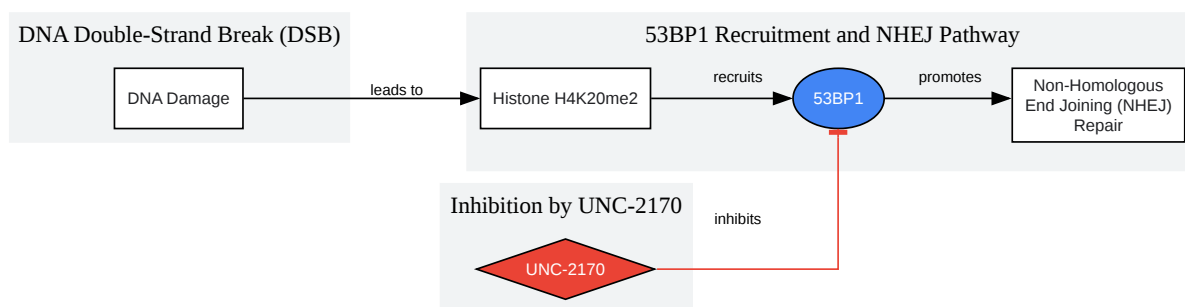 DNA Double-Strand Break (DSB)
53BP1 Recruitment and NHEJ Pathway
DNA Damage
leads to
Histone H4K20me2
recruits
53BP1
promotes
Non-Homologous
End Joining (NHEJ)
Repair
Inhibition by UNC-2170
inhibits
UNC-2170